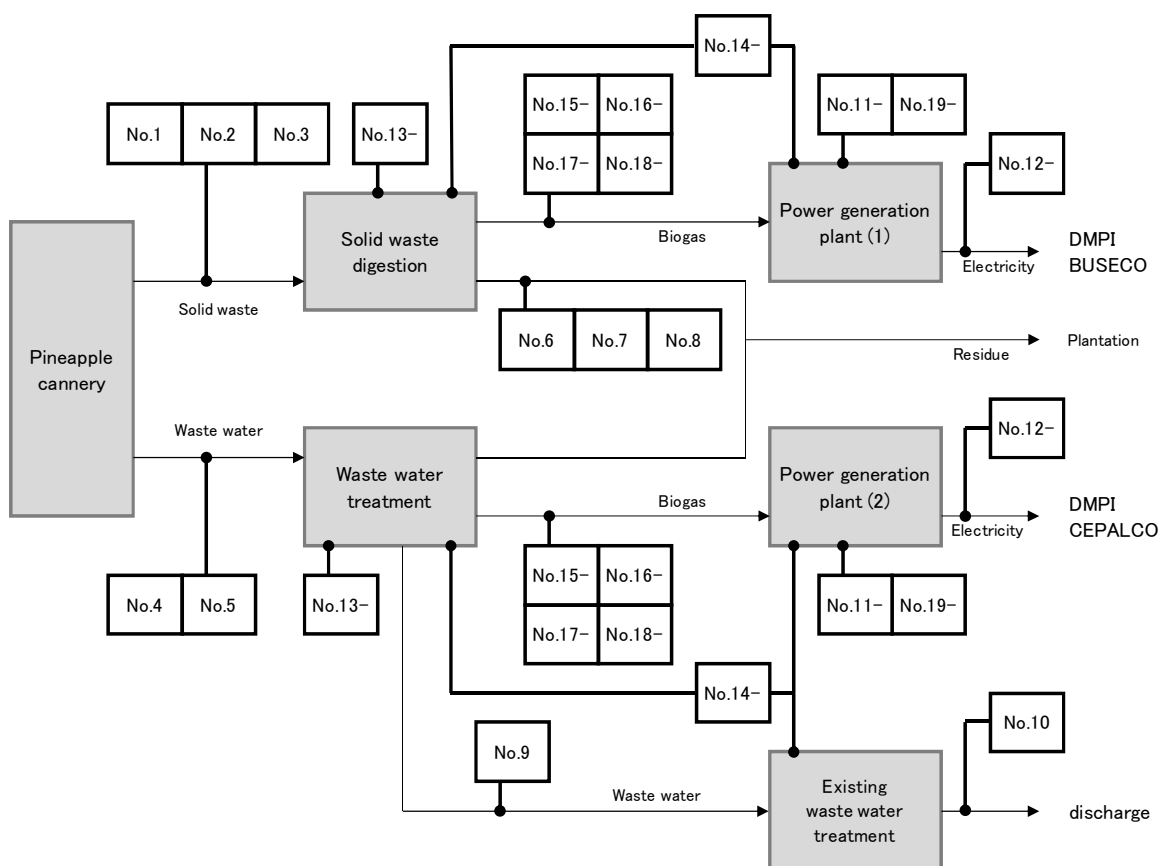 No.14-
No.15-
No.16-
No.11-
No.19-
No.1
No.2
No.3
No.13-
No.17-
No.18-
No.12-
Solid waste
digestion
Power generation
plant (1)
Biogas
Electricity
DMPI
BUSECO
Solid waste
Pineapple
cannery
No.6
No.7
No.8
Residue
Plantation
Waste water
Waste water
treatment
Power generation
plant (2)
No.12-
Biogas
Electricity
DMPI
CEPALCO
No.4
No.5
No.13-
No.15-
No.16-
No.11-
No.19-
No.17-
No.18-
No.14-
No.9
No.10
Waste water
Existing
waste water
treatment
discharge